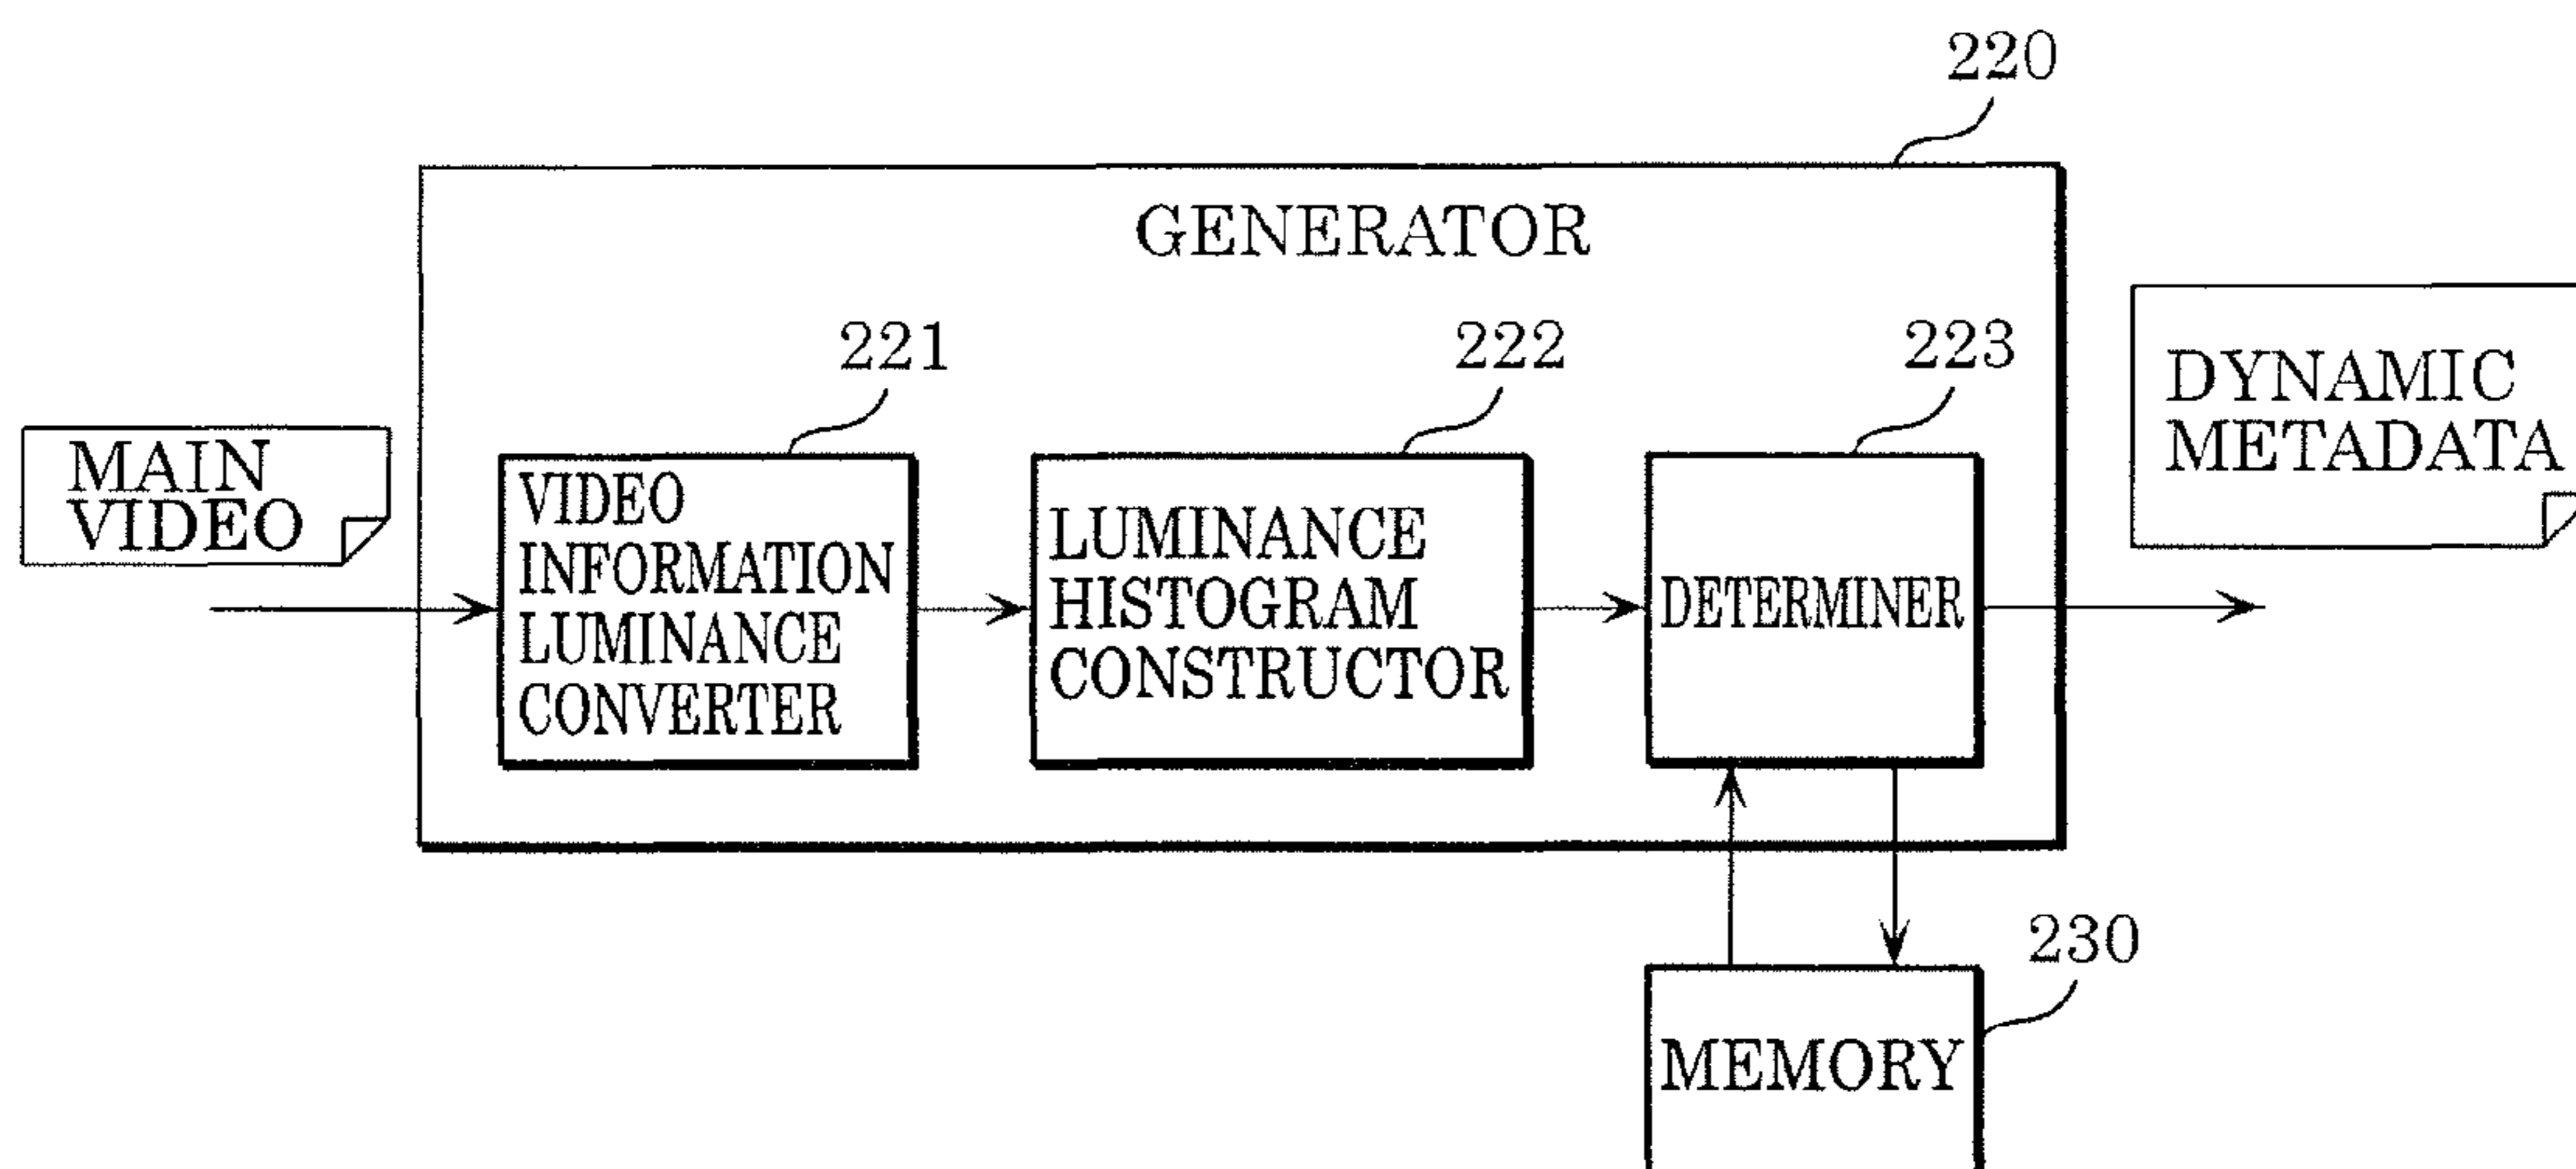 220
GENERATOR
221
222
223
MAIN
VIDEO
VIDEO
INFORMATION
LUMINANCE
CONVERTER
LUMINANCE
HISTOGRAM
CONSTRUCTOR
DETERMINER
DYNAMIC
METADATA
230
MEMORY